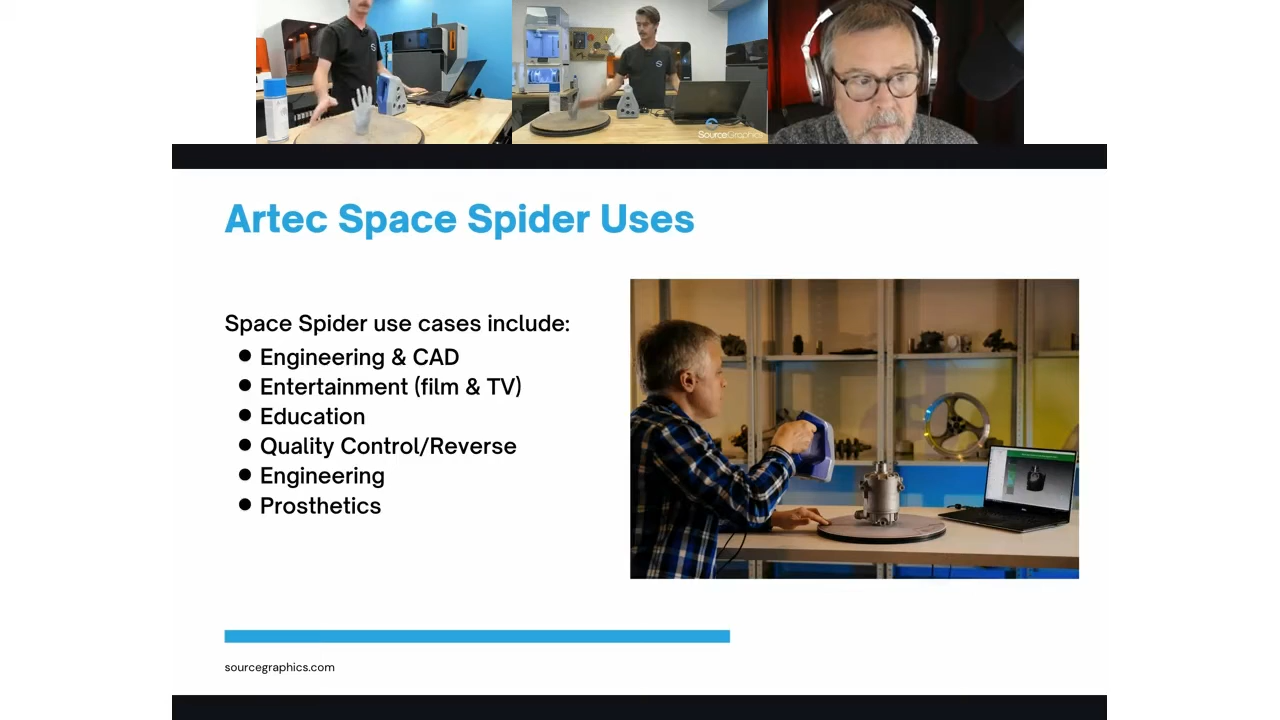 SourceGraphics
Artec Space Spider Uses
Space Spider use cases include:
● Engineering & CAD
● Entertainment (film & TV)
● Education
● Quality Control/Reverse
● Engineering
● Prosthetics
sourcegraphics.com